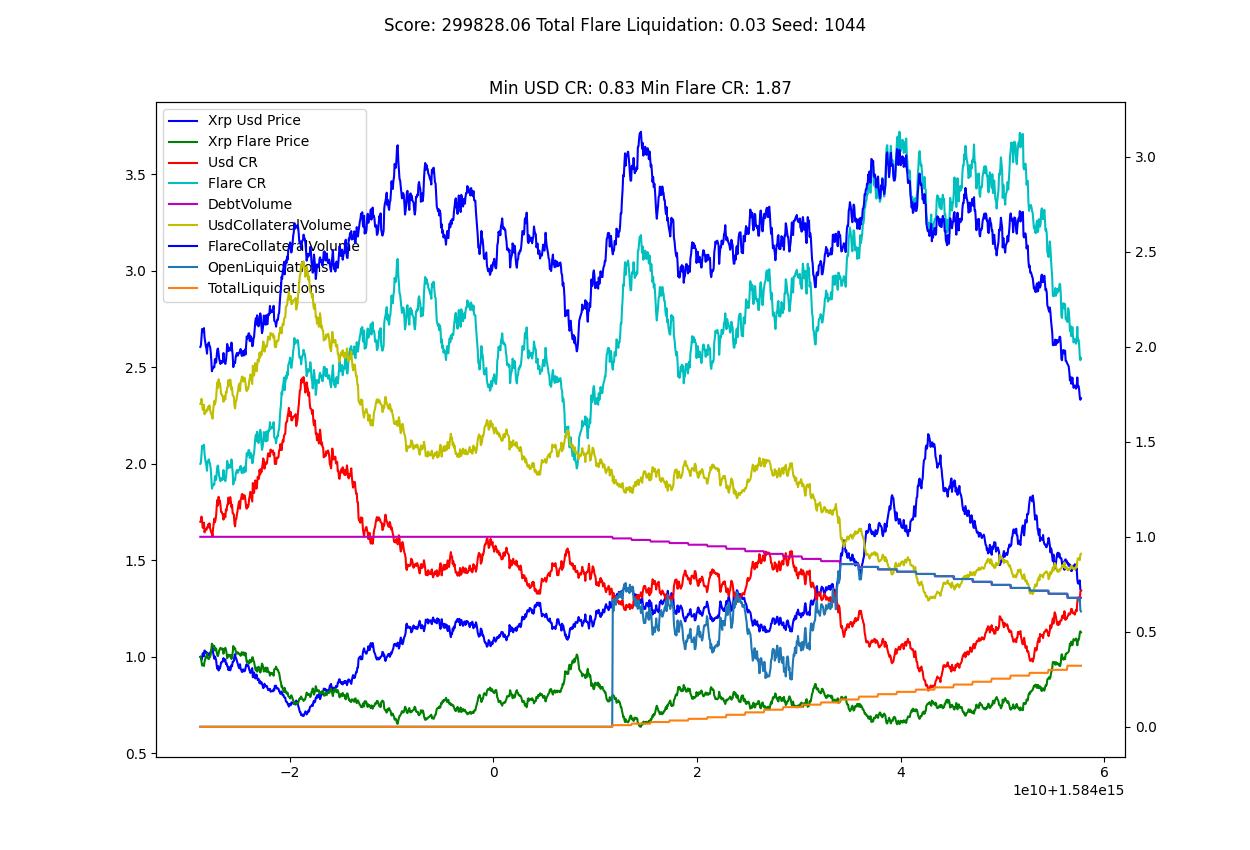 Score: 299828.06 Total Flare Liquidation: 0.03 Seed: 1044
Min USD CR: 0.83 Min Flare CR: 1.87
Xrp Usd Price
Xrp Flare Price
Usd CR
Flare CR
DebtVolume
UsdCollateralVolume
FlareCollateralVolume
OpenLiquidations
TotalLiquidations
3.5
3.0
2.5
2.0
1.5
1.0
0.5
3.0
2.5
2.0
1.5
1.0
0.5
0.0
−2
0
2
4
6
1e10+1.584e15